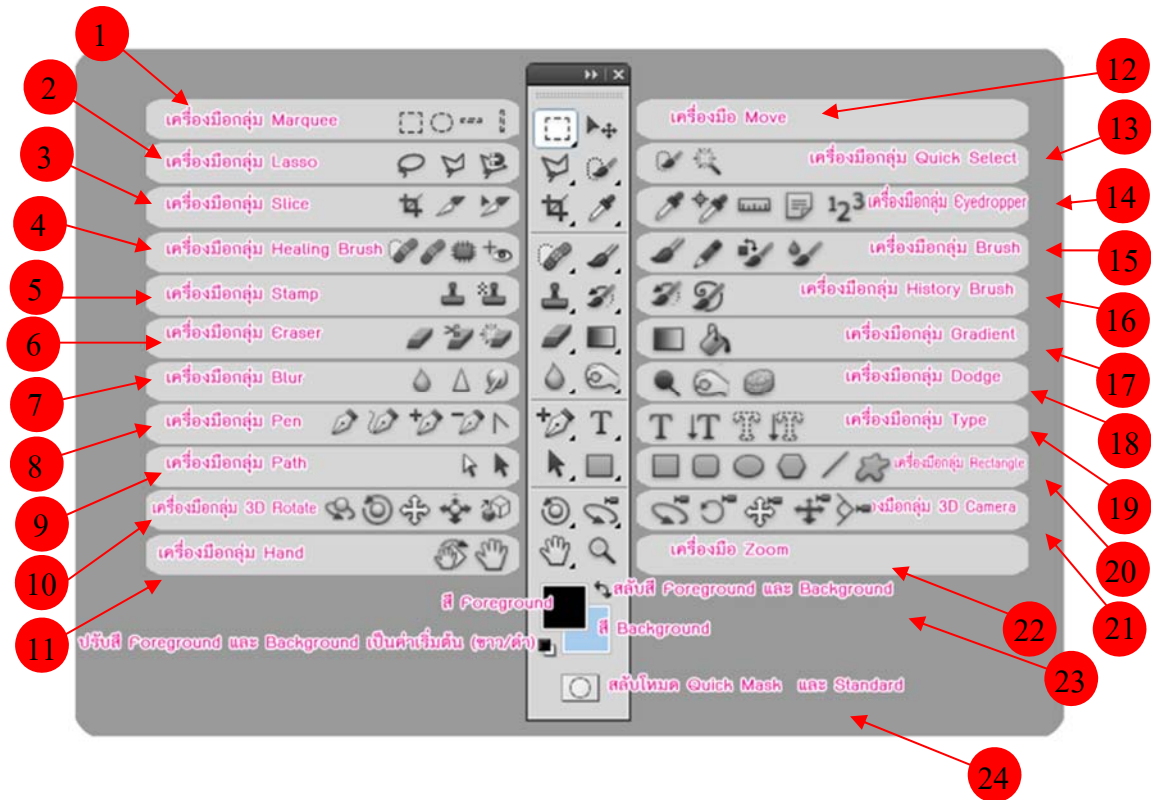 1
เครื่องมือกลุ่ม Marquee
2
เครื่องมือกลุ่ม Lasso
3
เครื่องมือกลุ่ม Slice
4
เครื่องมือกลุ่ม Healing Brush
5
เครื่องมือกลุ่ม Stamp
6
เครื่องมือกลุ่ม Eraser
7
เครื่องมือกลุ่ม Blur
8
เครื่องมือกลุ่ม Pen
9
เครื่องมือกลุ่ม Path
10
เครื่องมือกลุ่ม 3D Rotate
11
เครื่องมือกลุ่ม Hand
สี Foreground
ปรับสี Foreground และ Background เป็นค่าเริ่มต้น (ขาว/ดำ)
12
เครื่องมือ Move
13
เครื่องมือกลุ่ม Quick Select
14
เครื่องมือกลุ่ม Eyedropper
15
เครื่องมือกลุ่ม Brush
16
เครื่องมือกลุ่ม History Brush
17
เครื่องมือกลุ่ม Gradient
18
เครื่องมือกลุ่ม Dodge
19
เครื่องมือกลุ่ม Type
20
เครื่องมือกลุ่ม Rectangle
21
งมือกลุ่ม 3D Camera
22
เครื่องมือ Zoom
23
สลับสี Foreground และ Background
สี Background
24
สลับโหมด Quick Mask และ Standard